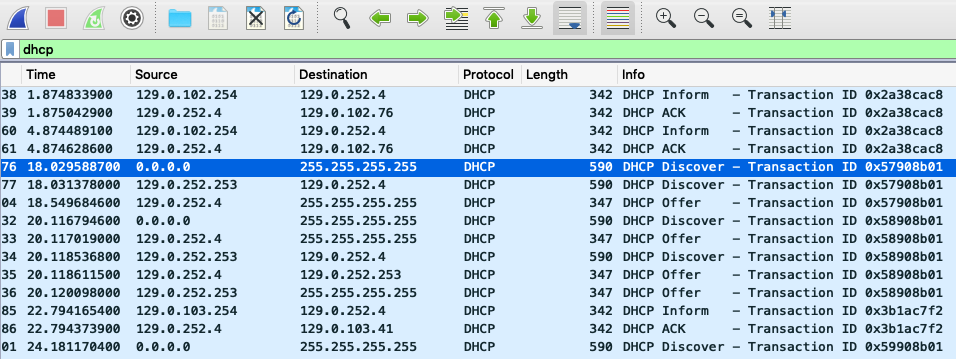 dhcp
Time Source Destination Protocol Length Info
38 1.874833900 129.0.102.254 129.0.252.4 DHCP 342 DHCP Inform – Transaction ID 0x2a38cac8
39 1.875042900 129.0.252.4 129.0.102.76 DHCP 342 DHCP ACK – Transaction ID 0x2a38cac8
60 4.874489100 129.0.102.254 129.0.252.4 DHCP 342 DHCP Inform – Transaction ID 0x2a38cac8
61 4.874628600 129.0.252.4 129.0.102.76 DHCP 342 DHCP ACK – Transaction ID 0x2a38cac8
76 18.029588700 0.0.0.0 255.255.255.255 DHCP 590 DHCP Discover – Transaction ID 0x57908b01
77 18.031378000 129.0.252.253 129.0.252.4 DHCP 590 DHCP Discover – Transaction ID 0x57908b01
04 18.549684600 129.0.252.4 255.255.255.255 DHCP 347 DHCP Offer – Transaction ID 0x57908b01
32 20.116794600 0.0.0.0 255.255.255.255 DHCP 590 DHCP Discover – Transaction ID 0x58908b01
33 20.117019000 129.0.252.4 255.255.255.255 DHCP 347 DHCP Offer – Transaction ID 0x58908b01
34 20.118536800 129.0.252.253 129.0.252.4 DHCP 590 DHCP Discover – Transaction ID 0x58908b01
35 20.118611500 129.0.252.4 129.0.252.253 DHCP 347 DHCP Offer – Transaction ID 0x58908b01
36 20.120098000 129.0.252.253 255.255.255.255 DHCP 347 DHCP Offer – Transaction ID 0x58908b01
85 22.794165400 129.0.103.254 129.0.252.4 DHCP 342 DHCP Inform – Transaction ID 0x3b1ac7f2
86 22.794373900 129.0.252.4 129.0.103.41 DHCP 342 DHCP ACK – Transaction ID 0x3b1ac7f2
01 24.181170400 0.0.0.0 255.255.255.255 DHCP 590 DHCP Discover – Transaction ID 0x59908b01